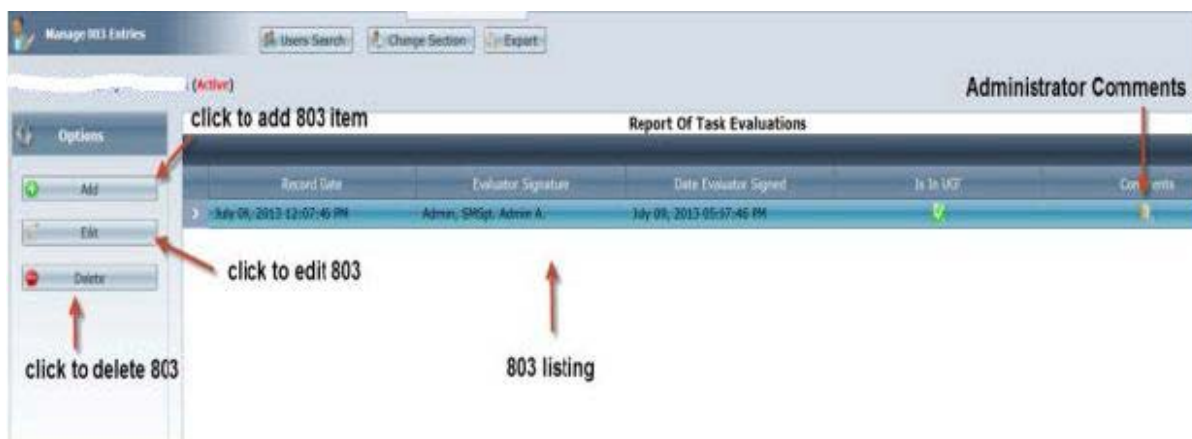 Manage 803 Entries
Users Search
Change Section
Export
(Active)
Administrator Comments
click to add 803 item
Report Of Task Evaluations
Options
Add
Record Date
Evaluator Signature
Date Evaluator Signed
Is In UGT
Comments
July 09, 2013 12:07:46 PM
Admin, SMSgt. Admin A.
July 09, 2013 05:07:46 PM
Edit
click to edit 803
Delete
click to delete 803
803 listing